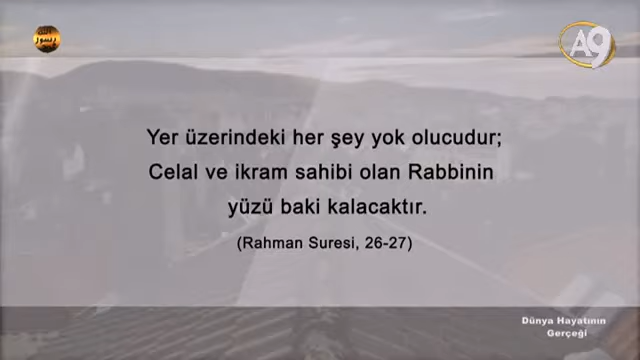 A9
Yer üzerindeki her şey yok olucudur;
Celal ve ikram sahibi olan Rabbinin
yüzü baki kalacaktır.
(Rahman Suresi, 26-27)
Dünya Hayatının
Gerçeği